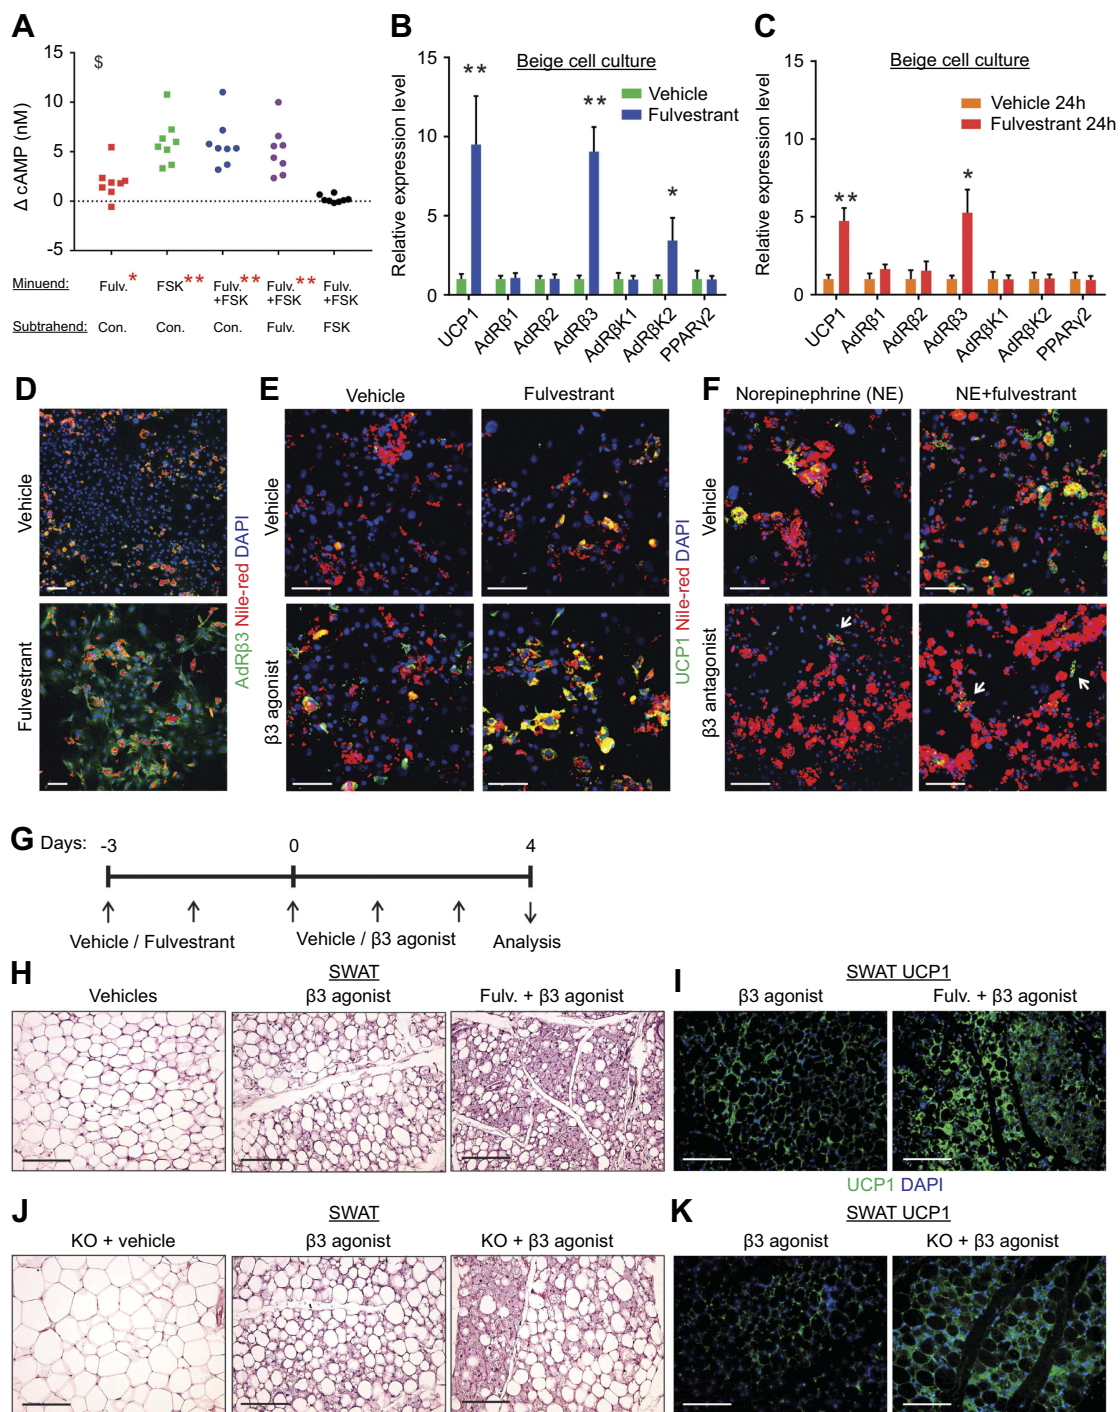 A
15
$
10
5
0
-5
Δ cAMP (nM)
Minuend: Fulv.* FSK** Fulv. +FSK** Fulv. +FSK** Fulv. +FSK
Subtrahend: Con. Con. Con. Fulv. FSK
B
Beige cell culture
Vehicle
Fulvestrant
15
10
5
0
Relative expression level
** ** *
UCP1 AdRβ1 AdRβ2 AdRβ3 AdRβK1 AdRβK2 PPARγ2
C
Beige cell culture
Vehicle 24h
Fulvestrant 24h
15
10
5
0
Relative expression level
** *
UCP1 AdRβ1 AdRβ2 AdRβ3 AdRβK1 AdRβK2 PPARγ2
D
Vehicle
Fulvestrant
AdRβ3 Nile-red DAPI
E
Vehicle Fulvestrant
Vehicle
β3 agonist
UCP1 Nile-red DAPI
F
Norepinephrine (NE) NE+fulvestrant
Vehicle
β3 antagonist
G
Days: -3 0 4
Vehicle / Fulvestrant Vehicle / β3 agonist Analysis
H
SWAT
Vehicles β3 agonist Fulv. + β3 agonist
I
SWAT UCP1
β3 agonist Fulv. + β3 agonist
UCP1 DAPI
J
SWAT
KO + vehicle β3 agonist KO + β3 agonist
K
SWAT UCP1
β3 agonist KO + β3 agonist